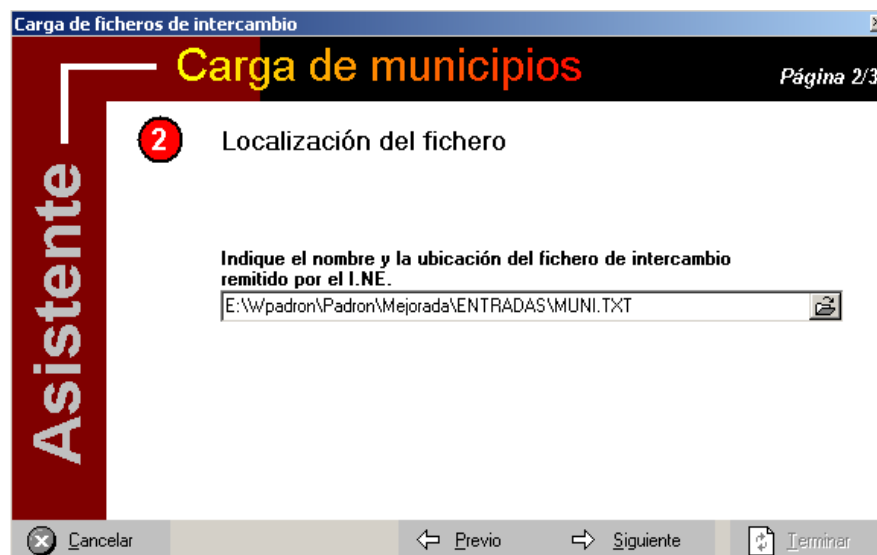 Carga de ficheros de intercambio
Carga de municipios
Página 2/3
Asistente
2
Localización del fichero
Indique el nombre y la ubicación del fichero de intercambio
remitido por el I.NE.
E:\Wpadron\Padron\Mejorada\ENTRADAS\MUNI.TXT
Cancelar
Previo
Siguiente
Terminar